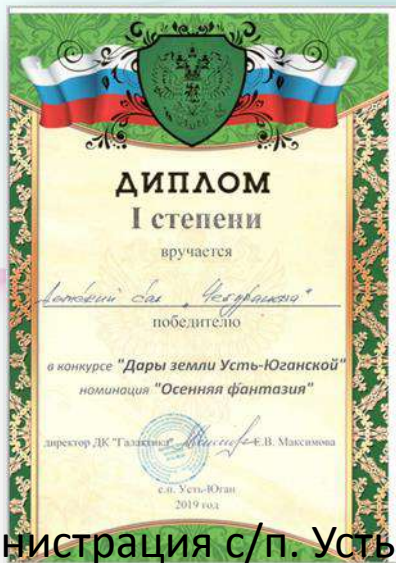 ДИПЛОМ
I степени
вручается
Детский сад „Чебурашка"
победителю
в конкурсе "Дары земли Усть-Юганской"
номинация "Осенняя фантазия"
директор ДК "Галактика" Е.В. Максимова
с.п. Усть-Юган
2019 год
нистрация с/п. Усть